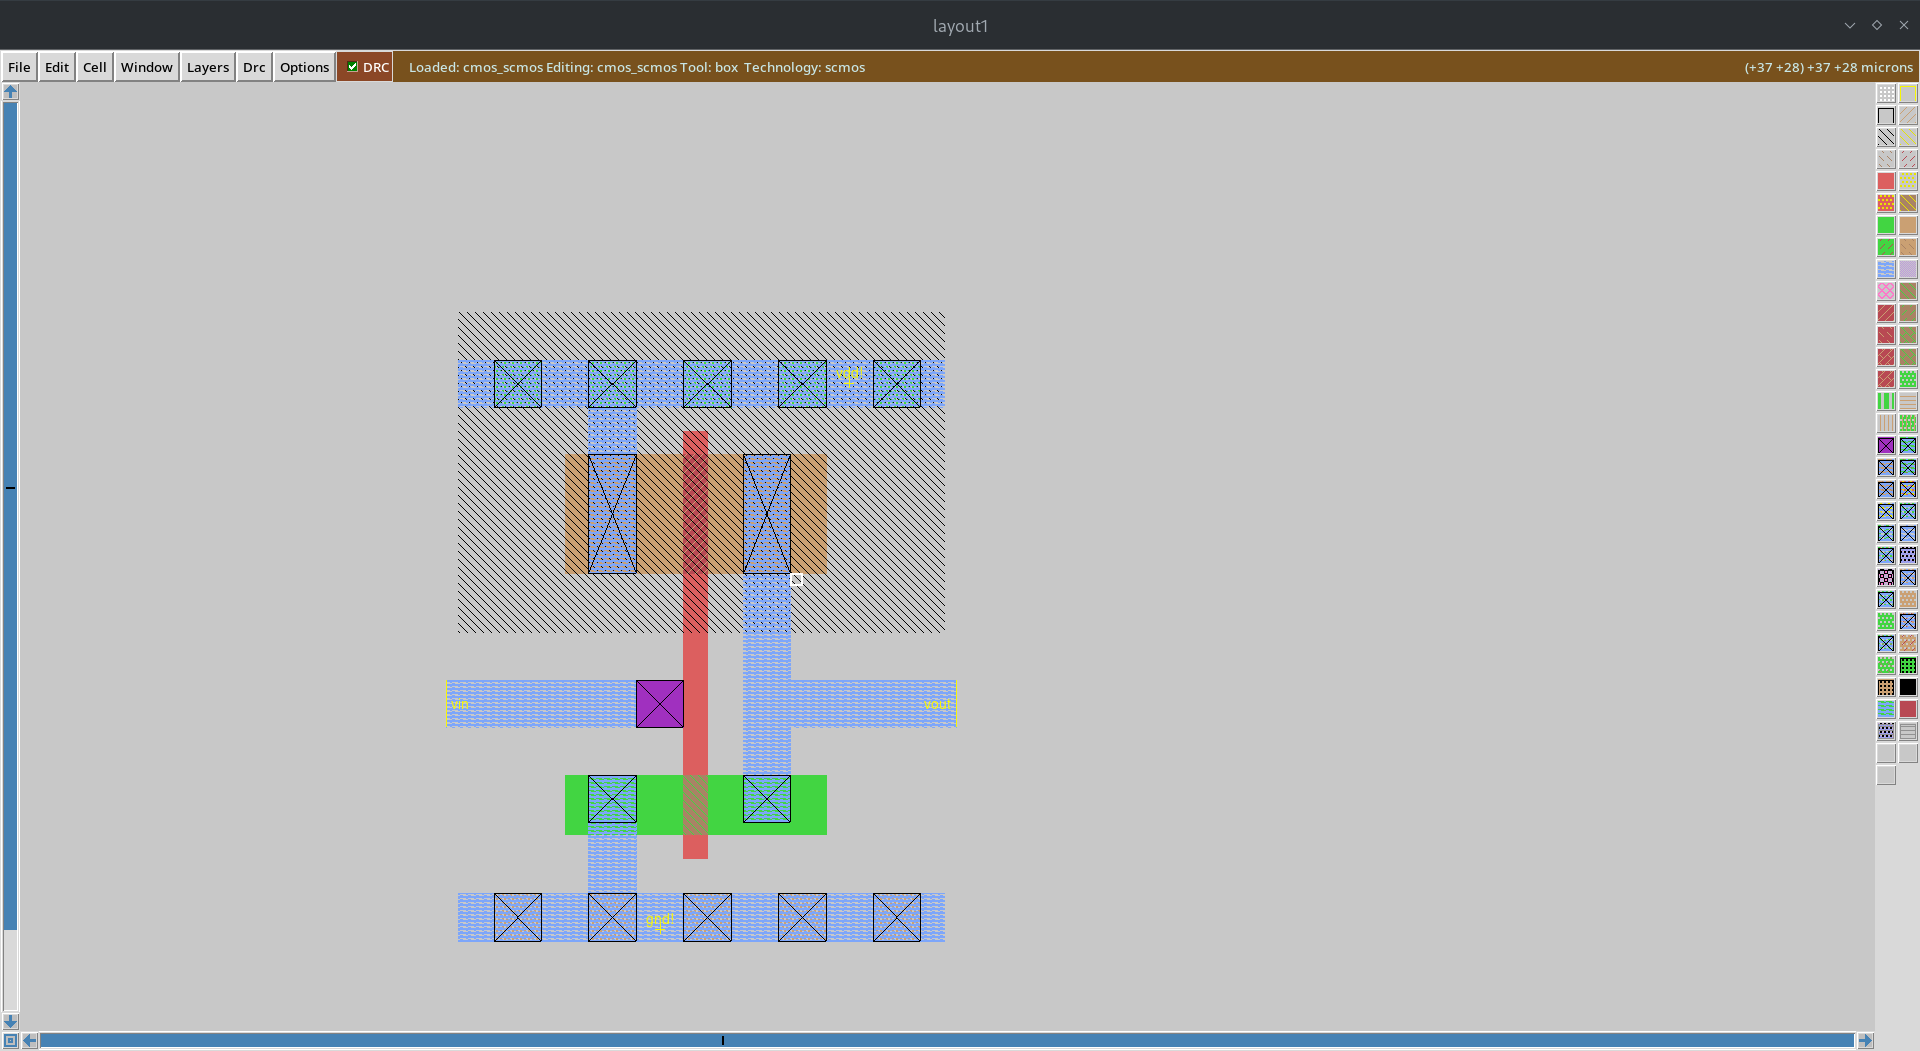 layout1
File Edit Cell Window Layers Drc Options DRC Loaded: cmos_scmos Editing: cmos_scmos Tool: box Technology: scmos (+37 +28) +37 +28 microns
vdd!
vin vout
gnd!